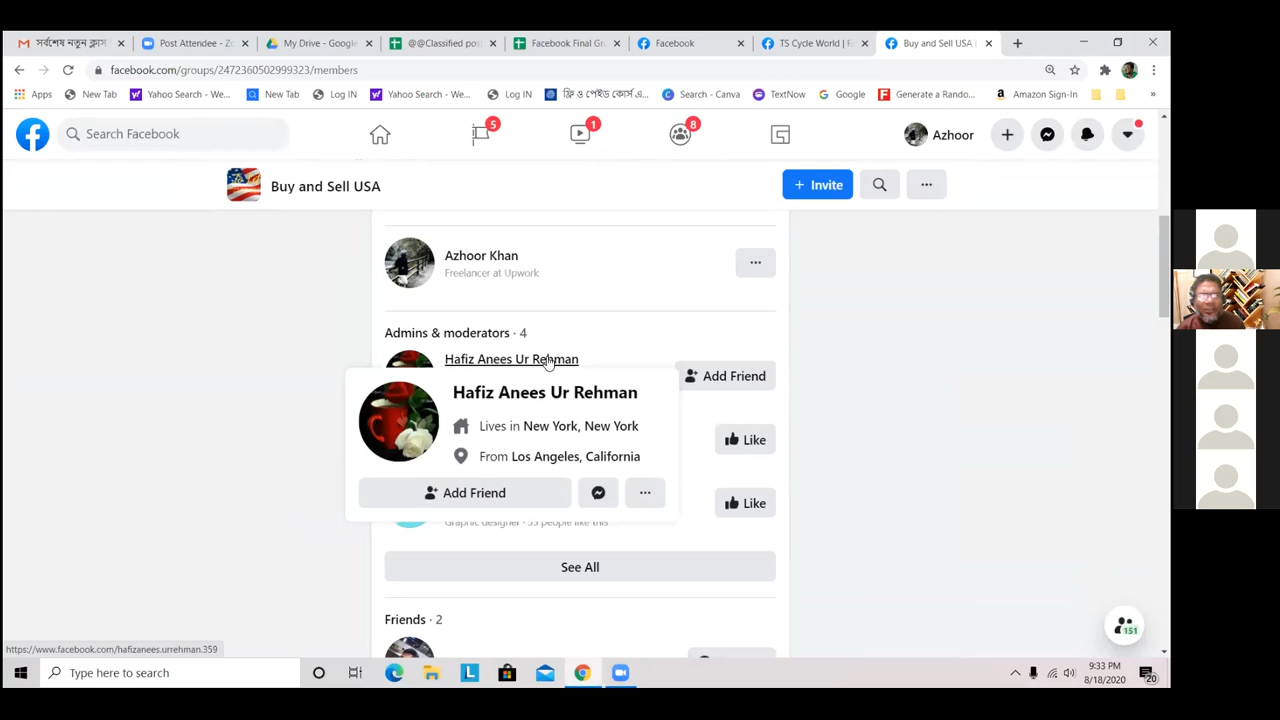 সর্বশেষ নতুন ক্লাস
Post Attendee - Zo
My Drive - Google
@@Classified pos
Facebook Final Gr
Facebook
TS Cycle World | F
Buy and Sell USA |
facebook.com/groups/2472360502999323/members
Apps
New Tab
Yahoo Search - We...
New Tab
Log IN
Yahoo Search - We...
Log IN
ফ্রি ও পেইড কোর্স এ...
Search - Canva
TextNow
Google
Generate a Rando...
Amazon Sign-In
»
Search Facebook
5
1
8
Azhoor
Buy and Sell USA
+ Invite
Azhoor Khan
Freelancer at Upwork
Admins & moderators · 4
Hafiz Anees Ur Rehman
Add Friend
Hafiz Anees Ur Rehman
Lives in New York, New York
Like
From Los Angeles, California
Add Friend
Like
Graphic designer · 53 people like this
See All
Friends · 2
151
https://www.facebook.com/hafizanees.urrehman.359
Type here to search
L
9:33 PM
8/18/2020
20